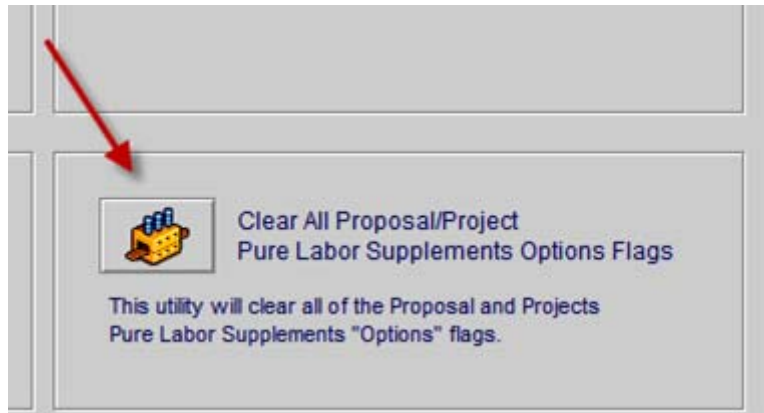 Clear All Proposal/Project
Pure Labor Supplements Options Flags
This utility will clear all of the Proposal and Projects
Pure Labor Supplements "Options" flags.